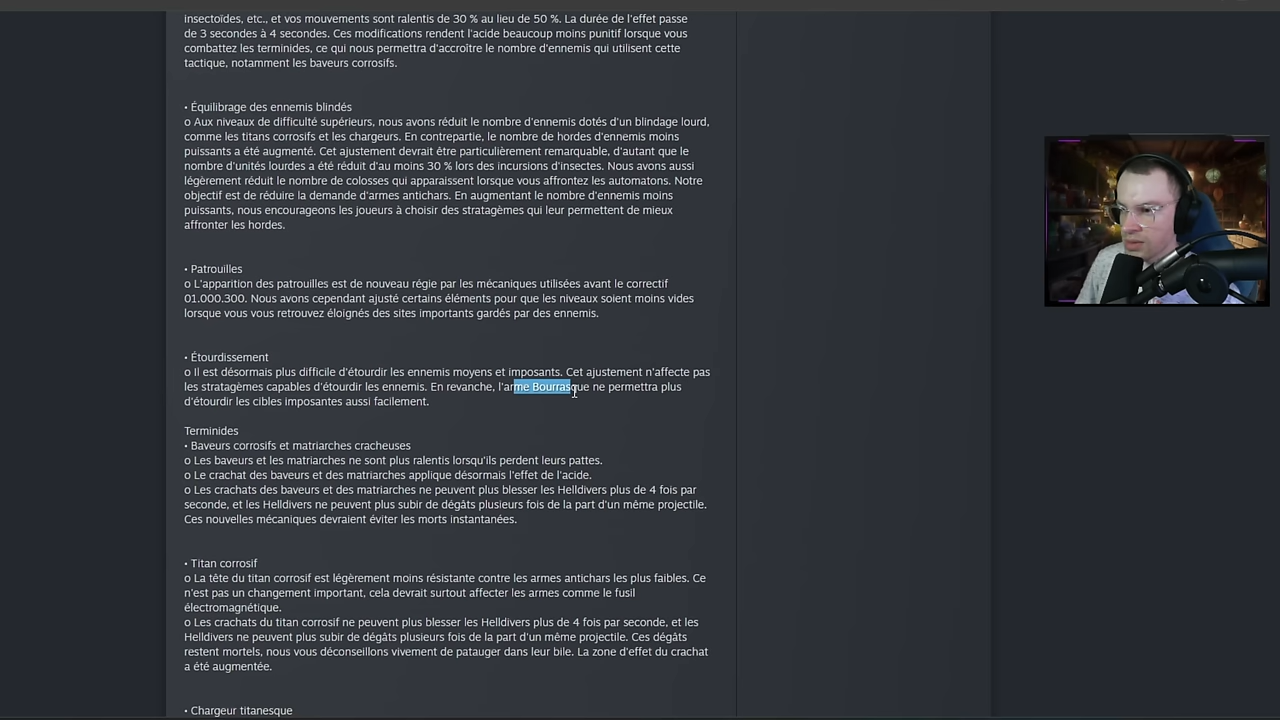 insectoïdes, etc., et vos mouvements sont ralentis de 30 % au lieu de 50 %. La durée de l'effet passe
de 3 secondes à 4 secondes. Ces modifications rendent l'acide beaucoup moins punitif lorsque vous
combattez les terminides, ce qui nous permettra d'accroître le nombre d'ennemis qui utilisent cette
tactique, notamment les baveurs corrosifs.
• Équilibrage des ennemis blindés
o Aux niveaux de difficulté supérieurs, nous avons réduit le nombre d'ennemis dotés d'un blindage lourd,
comme les titans corrosifs et les chargeurs. En contrepartie, le nombre de hordes d'ennemis moins
puissants a été augmenté. Cet ajustement devrait être particulièrement remarquable, d'autant que le
nombre d'unités lourdes a été réduit d'au moins 30 % lors des incursions d'insectes. Nous avons aussi
légèrement réduit le nombre de colosses qui apparaissent lorsque vous affrontez les automatons. Notre
objectif est de réduire la demande d'armes antichars. En augmentant le nombre d'ennemis moins
puissants, nous encourageons les joueurs à choisir des stratagèmes qui leur permettent de mieux
affronter les hordes.
• Patrouilles
o L'apparition des patrouilles est de nouveau régie par les mécaniques utilisées avant le correctif
01.000.300. Nous avons cependant ajusté certains éléments pour que les niveaux soient moins vides
lorsque vous vous retrouvez éloignés des sites importants gardés par des ennemis.
• Étourdissement
o Il est désormais plus difficile d'étourdir les ennemis moyens et imposants. Cet ajustement n'affecte pas
les stratagèmes capables d'étourdir les ennemis. En revanche, l'arme Bourrasque ne permettra plus
d'étourdir les cibles imposantes aussi facilement.
Terminides
• Baveurs corrosifs et matriarches cracheuses
o Les baveurs et les matriarches ne sont plus ralentis lorsqu'ils perdent leurs pattes.
o Le crachat des baveurs et des matriarches applique désormais l'effet de l'acide.
o Les crachats des baveurs et des matriarches ne peuvent plus blesser les Helldivers plus de 4 fois par
seconde, et les Helldivers ne peuvent plus subir de dégâts plusieurs fois de la part d'un même projectile.
Ces nouvelles mécaniques devraient éviter les morts instantanées.
• Titan corrosif
o La tête du titan corrosif est légèrement moins résistante contre les armes antichars les plus faibles. Ce
n'est pas un changement important, cela devrait surtout affecter les armes comme le fusil
électromagnétique.
o Les crachats du titan corrosif ne peuvent plus blesser les Helldivers plus de 4 fois par seconde, et les
Helldivers ne peuvent plus subir de dégâts plusieurs fois de la part d'un même projectile. Ces dégâts
restent mortels, nous vous déconseillons vivement de patauger dans leur bile. La zone d'effet du crachat
a été augmentée.
• Chargeur titanesque